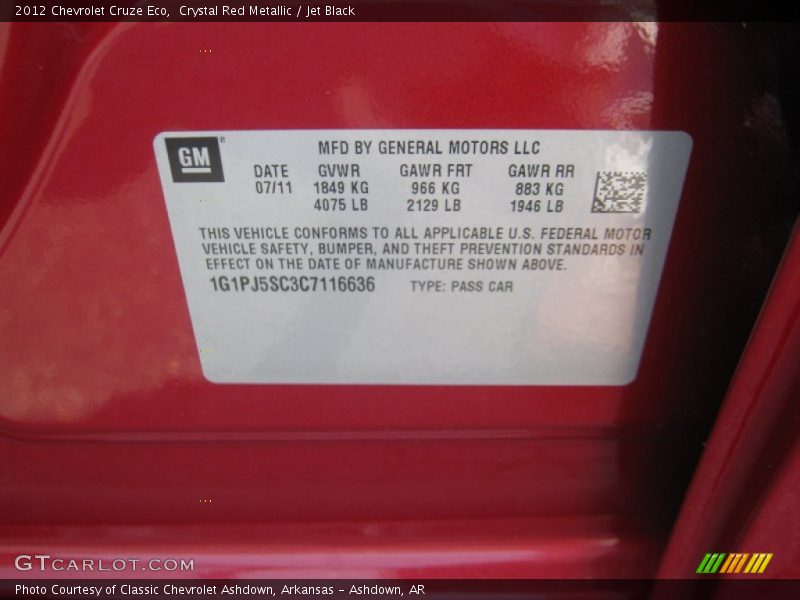 2012 Chevrolet Cruze Eco,  Crystal Red Metallic / Jet Black
GM
®
MFD BY GENERAL MOTORS LLC
DATE GVWR GAWR FRT GAWR RR
07/11 1849 KG 966 KG 883 KG
4075 LB 2129 LB 1946 LB
THIS VEHICLE CONFORMS TO ALL APPLICABLE U.S. FEDERAL MOTOR
VEHICLE SAFETY, BUMPER, AND THEFT PREVENTION STANDARDS IN
EFFECT ON THE DATE OF MANUFACTURE SHOWN ABOVE.
1G1PJ5SC3C7116636 TYPE: PASS CAR
GTCARLOT.COM
Photo Courtesy of Classic Chevrolet Ashdown, Arkansas - Ashdown, AR